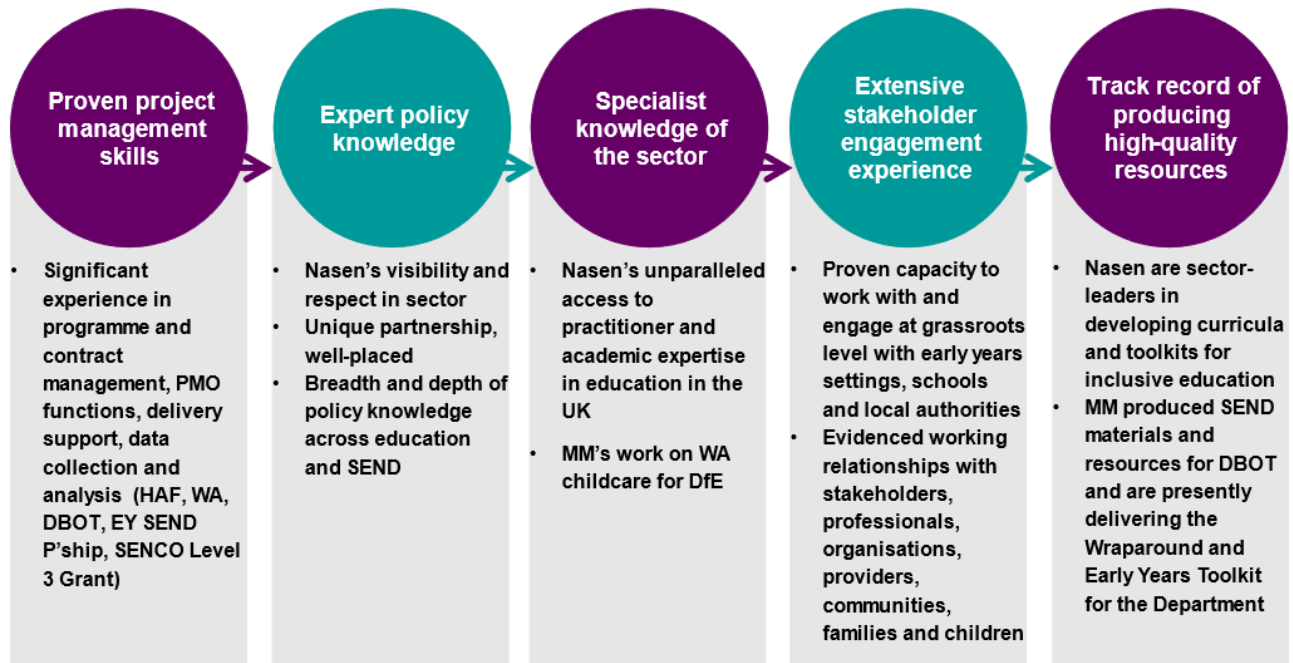 Proven project
management
skills
Expert policy
knowledge
Specialist
knowledge of
the sector
Extensive
stakeholder
engagement
experience
Track record of
producing
high-quality
resources
• Significant
experience in
programme and
contract
management, PMO
functions, delivery
support, data
collection and
analysis (HAF, WA,
DBOT, EY SEND
P'ship, SENCO Level
3 Grant)
• Nasen's visibility and
respect in sector
• Unique partnership,
well-placed
• Breadth and depth of
policy knowledge
across education
and SEND
• Nasen's unparalleled
access to
practitioner and
academic expertise
in education in the
UK
• MM's work on WA
childcare for DfE
• Proven capacity to
work with and
engage at grassroots
level with early years
settings, schools
and local authorities
• Evidenced working
relationships with
stakeholders,
professionals,
organisations,
providers,
communities,
families and children
• Nasen are sector-
leaders in
developing curricula
and toolkits for
inclusive education
• MM produced SEND
materials and
resources for DBOT
and are presently
delivering the
Wraparound and
Early Years Toolkit
for the Department